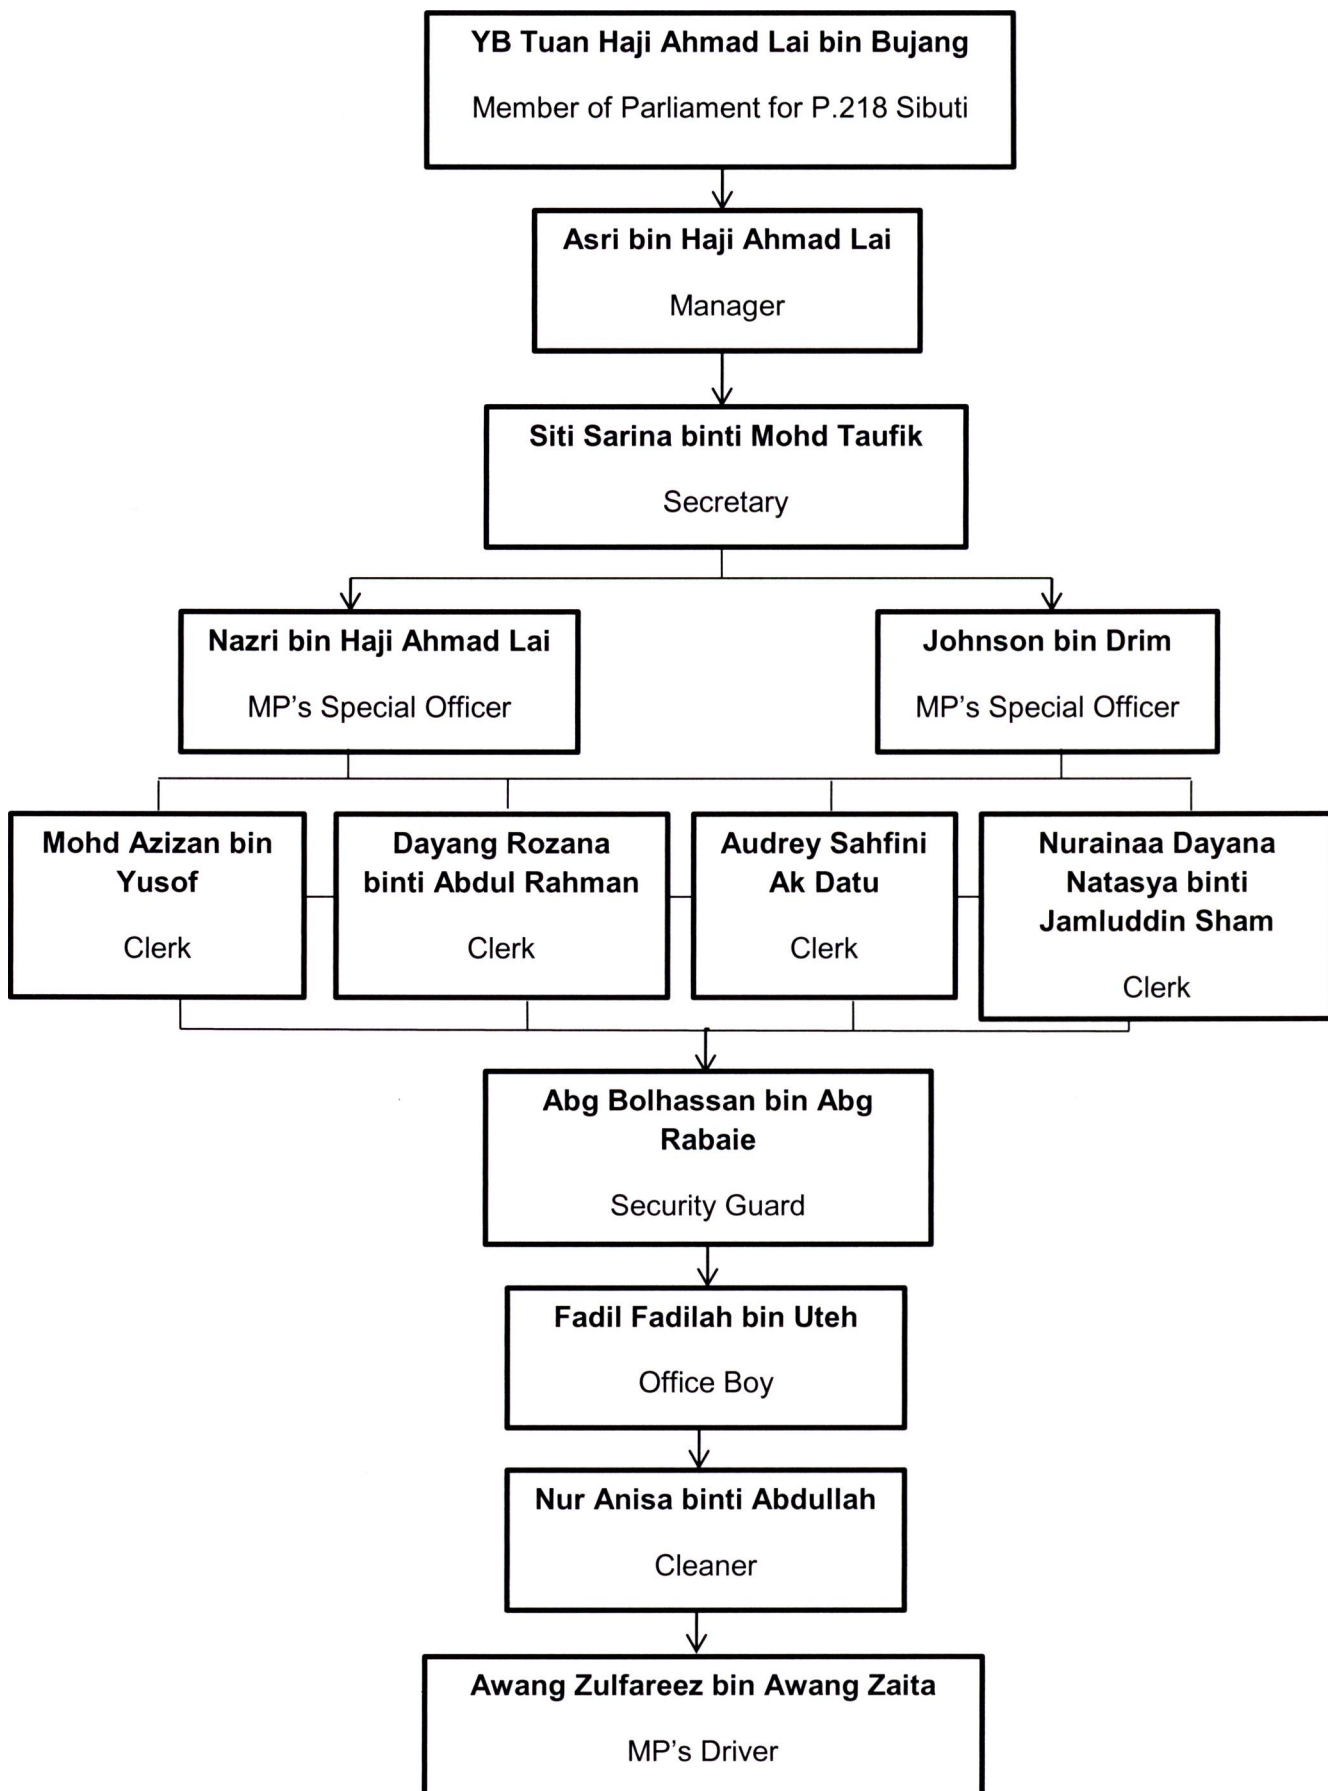 YB Tuan Haji Ahmad Lai bin Bujang
Member of Parliament for P.218 Sibuti
Asri bin Haji Ahmad Lai
Manager
Siti Sarina binti Mohd Taufik
Secretary
Nazri bin Haji Ahmad Lai
MP’s Special Officer
Johnson bin Drim
MP’s Special Officer
Mohd Azizan bin
Yusof
Clerk
Dayang Rozana
binti Abdul Rahman
Clerk
Audrey Sahfini
Ak Datu
Clerk
Nurainaa Dayana
Natasya binti
Jamluddin Sham
Clerk
Abg Bolhassan bin Abg
Rabaie
Security Guard
Fadil Fadilah bin Uteh
Office Boy
Nur Anisa binti Abdullah
Cleaner
Awang Zulfareez bin Awang Zaita
MP’s Driver